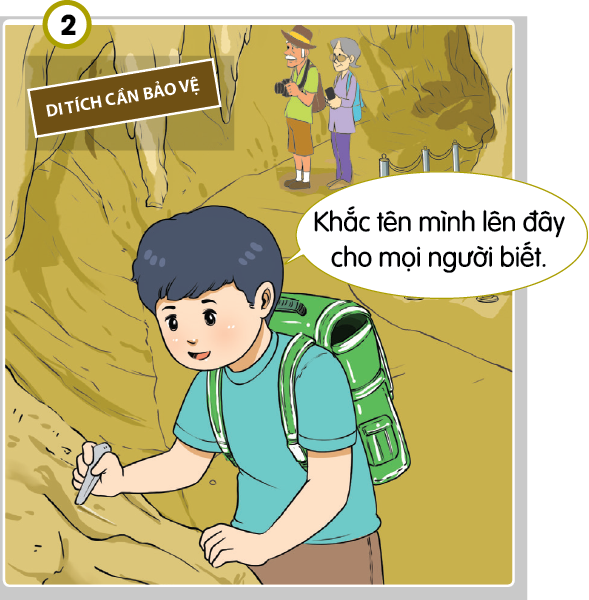 2
DI TÍCH CẦN BẢO VỆ
Khắc tên mình lên đây
cho mọi người biết.